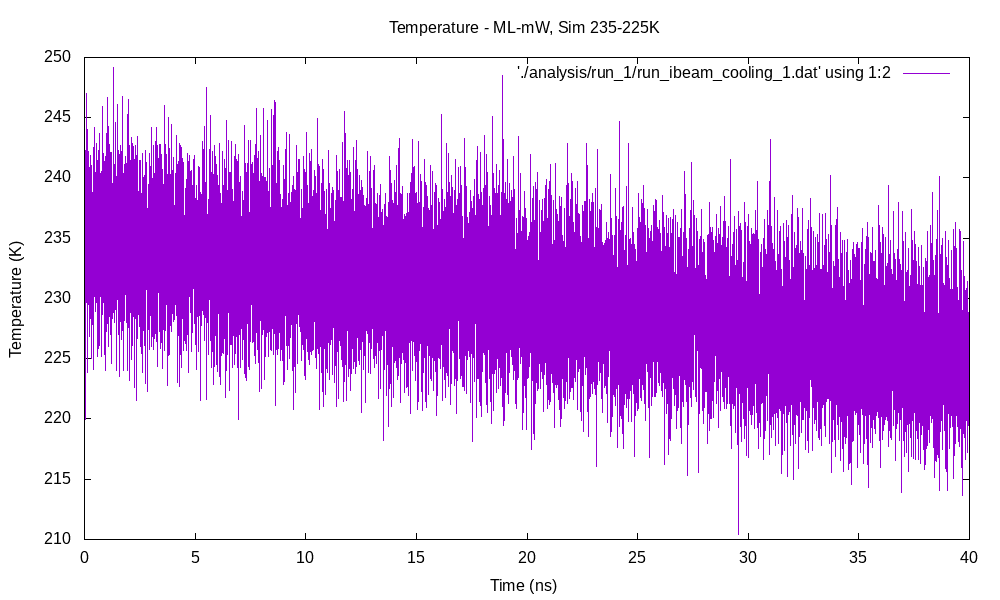 Temperature - ML-mW, Sim 235-225K
'./analysis/run_1/run_ibeam_cooling_1.dat' using 1:2
250
245
240
235
230
225
220
215
210
Temperature (K)
0 5 10 15 20 25 30 35 40
Time (ns)